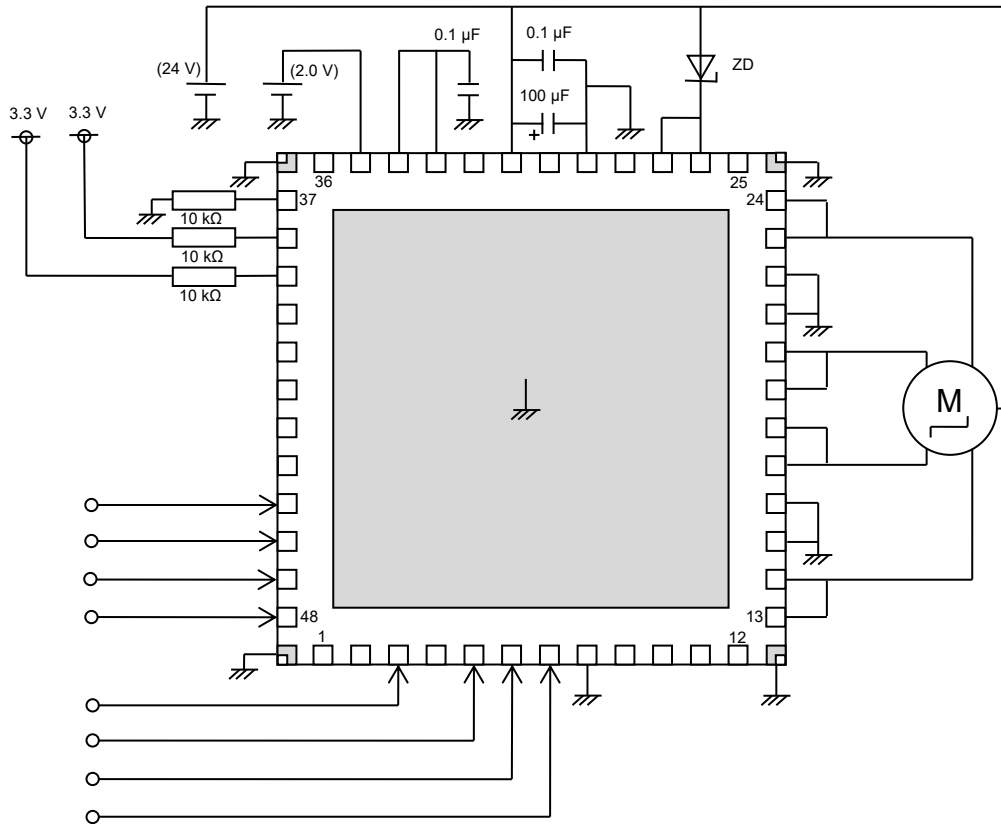 0.1 µF
0.1 µF
(24 V)
(2.0 V)
ZD
100 µF
+
3.3 V
3.3 V
36
25
37
24
10 kΩ
10 kΩ
10 kΩ
M
48
13
1
12